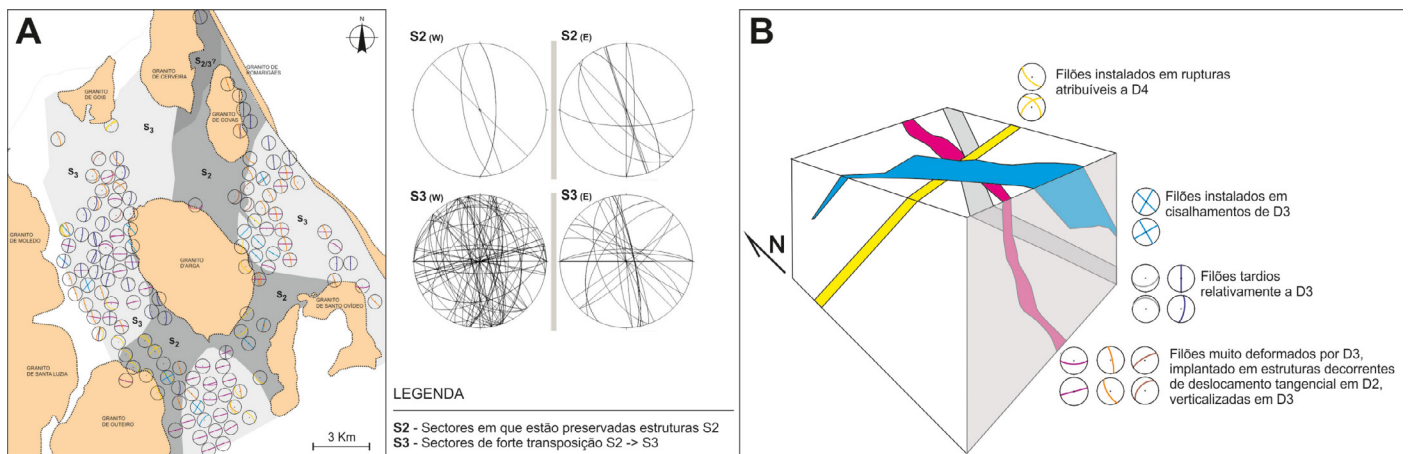 A
N
S2/3?
GRANITO
DE ROMARIGÃES
GRANITO
DE CERVEIRA
GRANITO
DE GOIS
GRANITO
DE COVAS
S3
S3
S2
S3
GRANITO
DE MOLEDO
GRANITO
D'ARGA
S2
GRANITO
DE SANTO OVÍDEO
S3
S2
GRANITO
DE SANTA LUZIA
GRANITO
DE OUTEIRO
3 Km
S2 (W)
S2 (E)
S3 (W)
S3 (E)
LEGENDA
S2 - Sectores em que estão preservadas estruturas S2
S3 - Sectores de forte transposição S2 -> S3
B
N
Filões instalados em rupturas
atribuíveis a D4
Filões instalados em
cisalhamentos de D3
Filões tardios
relativamente a D3
Filões muito deformados por D3,
implantado em estruturas decorrentes
de deslocamento tangencial em D2,
verticalizadas em D3